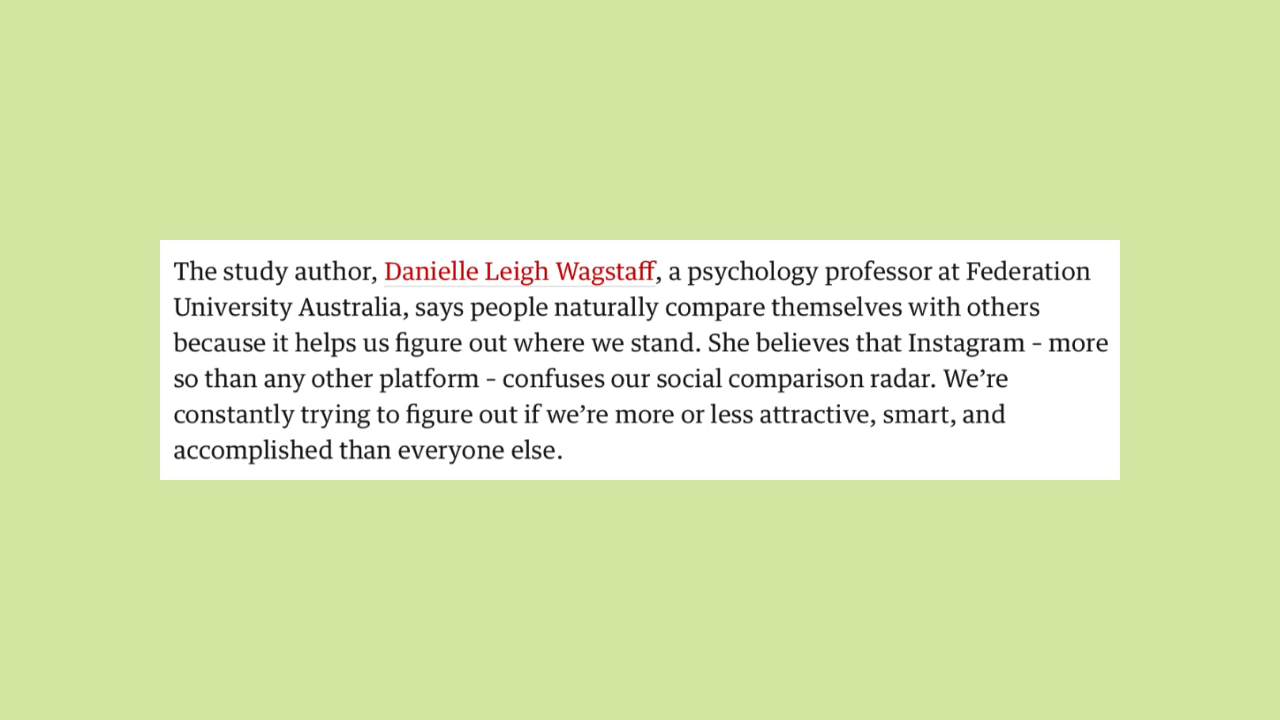 The study author, Danielle Leigh Wagstaff, a psychology professor at Federation
University Australia, says people naturally compare themselves with others
because it helps us figure out where we stand. She believes that Instagram – more
so than any other platform – confuses our social comparison radar. We’re
constantly trying to figure out if we’re more or less attractive, smart, and
accomplished than everyone else.